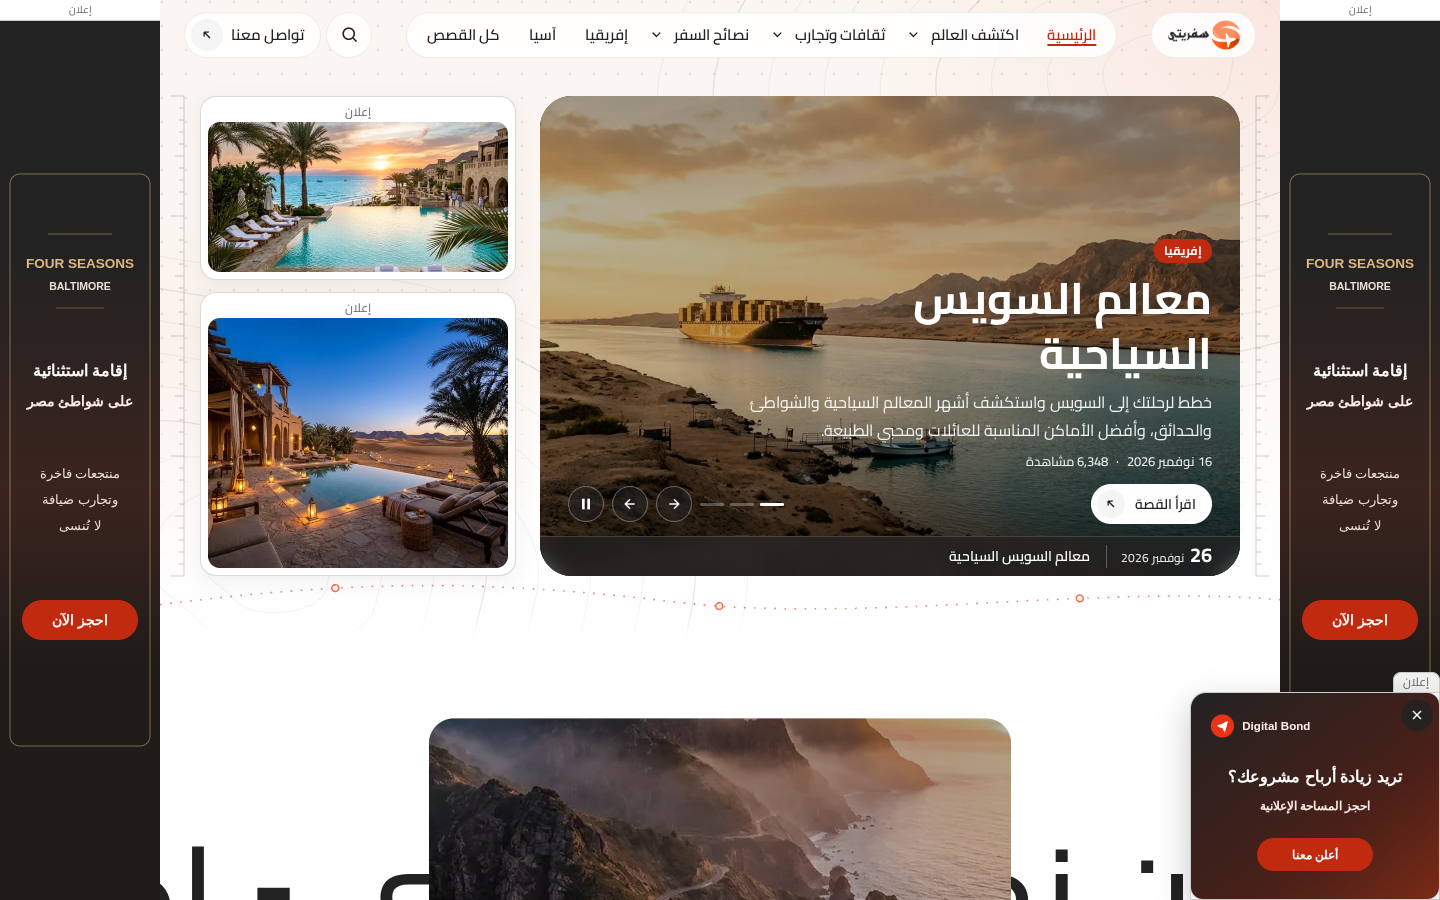 إعلان
إعلان
سفريتي
الرئيسية
اكتشف العالم
ثقافات وتجارب
نصائح السفر
إفريقيا
آسيا
كل القصص
تواصل معنا
إفريقيا
معالم السويس
السياحية
خطط لرحلتك إلى السويس واستكشف أشهر المعالم السياحية والشواطئ
والحدائق، وأفضل الأماكن المناسبة للعائلات ومحبي الطبيعة.
16 نوفمبر 2026 · 6,348 مشاهدة
اقرأ القصة
26 نوفمبر 2026
معالم السويس السياحية
MSC
إعلان
إعلان
FOUR SEASONS
BALTIMORE
إقامة استثنائية
على شواطئ مصر
منتجعات فاخرة
وتجارب ضيافة
لا تُنسى
احجز الآن
FOUR SEASONS
BALTIMORE
إقامة استثنائية
على شواطئ مصر
منتجعات فاخرة
وتجارب ضيافة
لا تُنسى
احجز الآن
إعلان
Digital Bond
تريد زيادة أرباح مشروعك؟
احجز المساحة الإعلانية
أعلن معنا